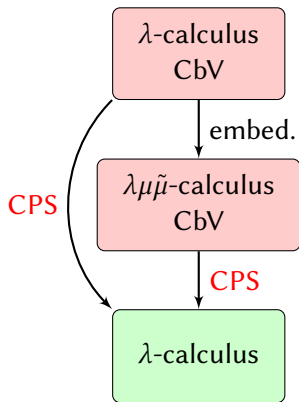 λ-calculus
CbV
embed.
CPS
λμμ̃-calculus
CbV
CPS
λ-calculus